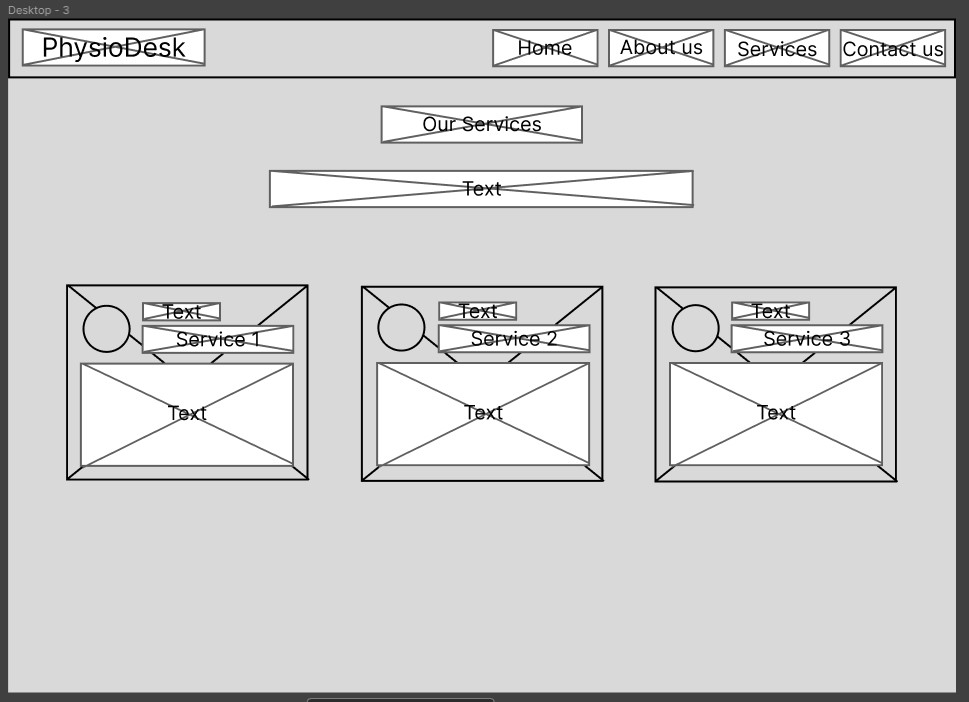 Desktop - 3
PhysioDesk
Home
About us
Services
Contact us
Our Services
Text
Text
Service 1
Text
Text
Service 2
Text
Text
Service 3
Text